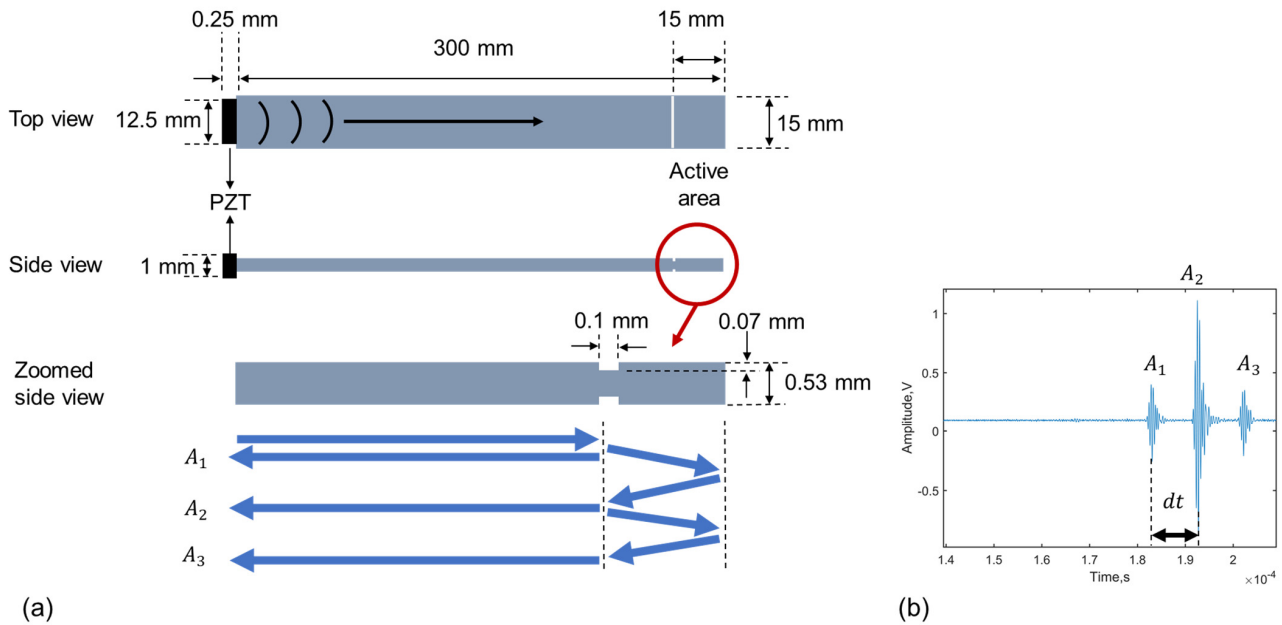 0.25 mm
15 mm
300 mm
Top view
12.5 mm
15 mm
Active
area
PZT
Side view
1 mm
0.1 mm
0.07 mm
Zoomed
side view
0.53 mm
A₁
A₂
A₃
(a)
A₂
A₁
A₃
1
0.5
0
-0.5
Amplitude,V
dt
1.4
1.5
1.6
1.7
1.8
1.9
2
Time,s
×10⁻⁴
(b)